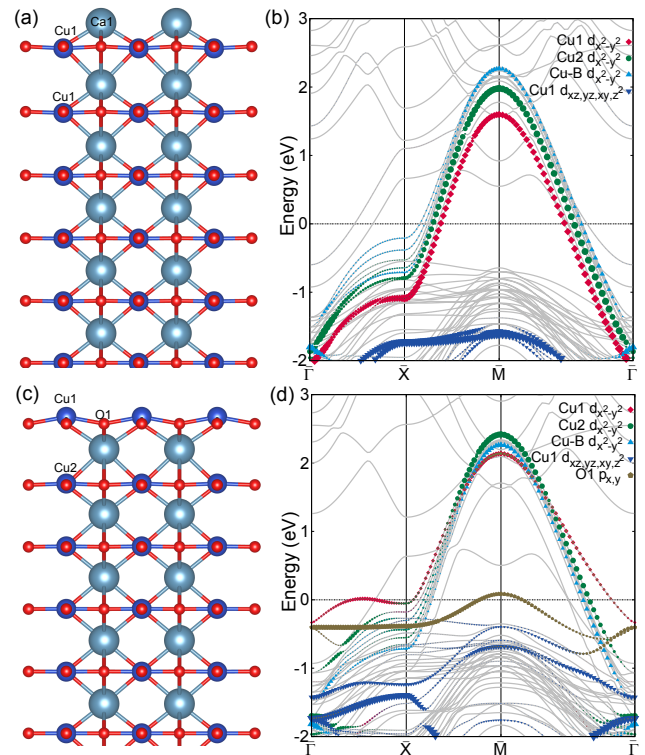 (a)
Cu1
Ca1
Cu1
(b)
Energy (eV)
3
2
1
0
-1
-2
Cu1 dx²-y²
Cu2 dx²-y²
Cu-B dx²-y²
Cu1 dxz,yz,xy,z²
Γ̄
X̄
M̄
Γ̄
(c)
Cu1
O1
Cu2
(d)
Energy (eV)
3
2
1
0
-1
-2
Cu1 dx²-y²
Cu2 dx²-y²
Cu-B dx²-y²
Cu1 dxz,yz,xy,z²
O1 px,y
Γ̄
X̄
M̄
Γ̄